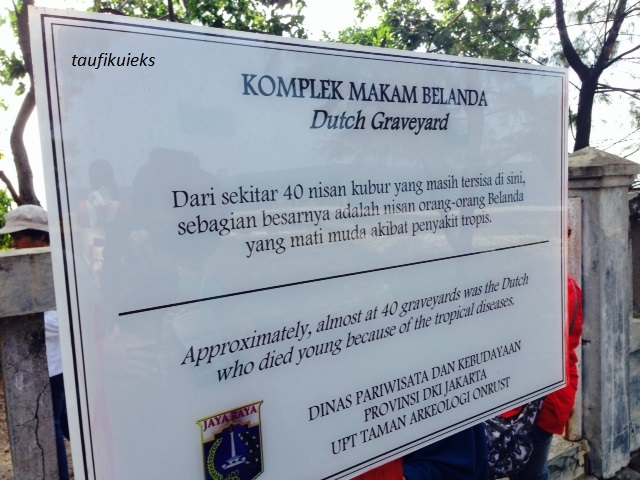 taufikuieks
KOMPLEK MAKAM BELANDA
Dutch Graveyard
Dari sekitar 40 nisan kubur yang masih tersisa di sini,
sebagian besarnya adalah nisan orang-orang Belanda
yang mati muda akibat penyakit tropis.
Approximately, almost at 40 graveyards was the Dutch
who died young because of the tropical diseases.
DINAS PARIWISATA DAN KEBUDAYAAN
PROVINSI DKI JAKARTA
UPT TAMAN ARKEOLOGI ONRUST
JAYA RAYA